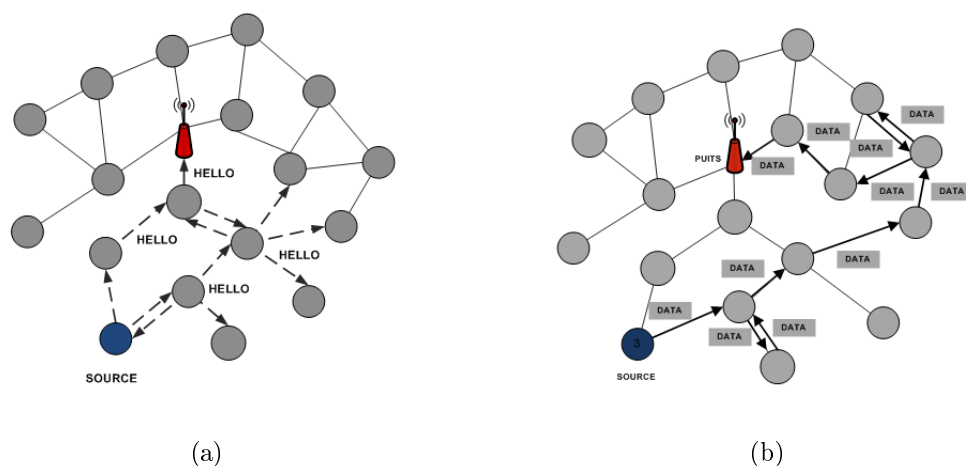 HELLO
HELLO
HELLO
HELLO
SOURCE
(a)
DATA
DATA
PUITS
DATA
DATA
DATA
DATA
DATA
DATA
DATA
DATA
DATA
3
SOURCE
(b)